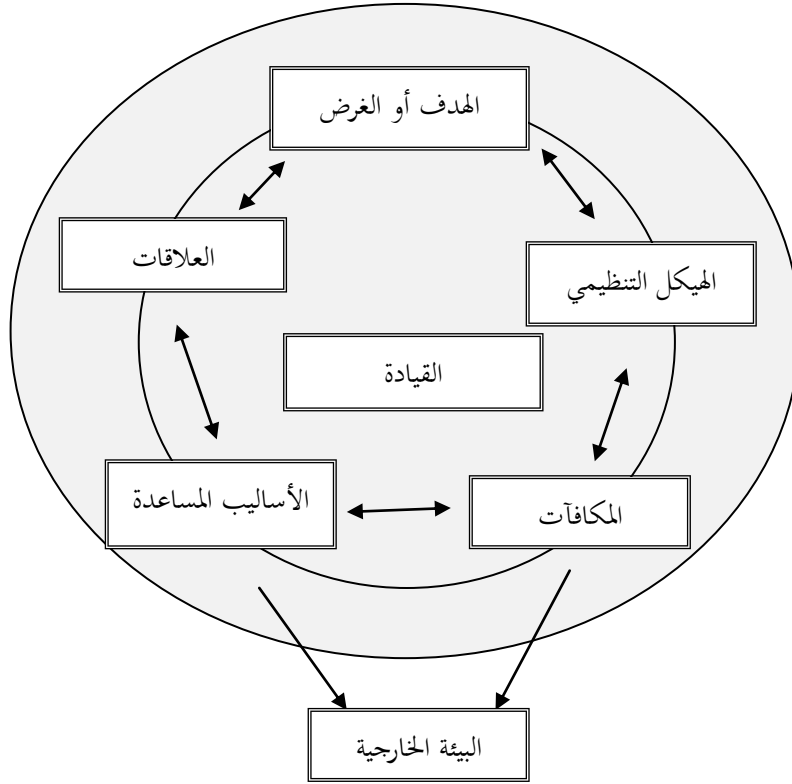 الهدف أو الغرض
العلاقات
الهيكل التنظيمي
القيادة
الأساليب المساعدة
المكافآت
البيئة الخارجية